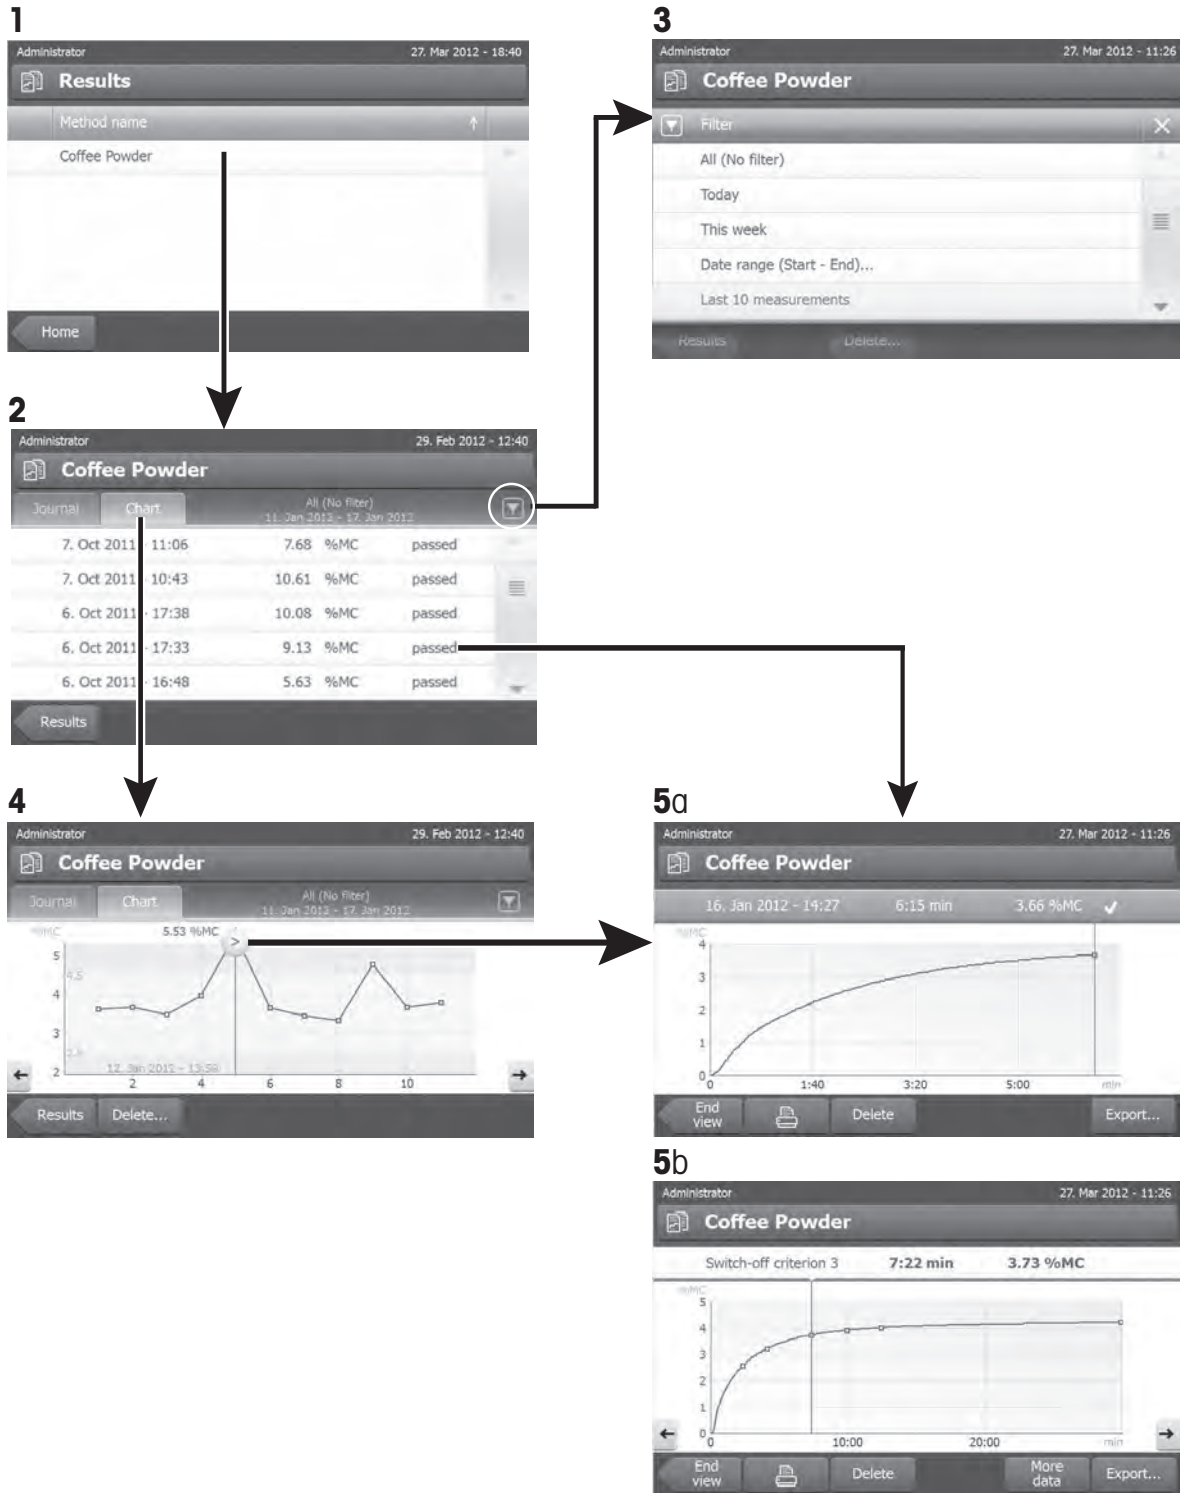 1
Administrator 27. Mar 2012 - 18:40
Results
Method name
Coffee Powder
Home
3
Administrator 27. Mar 2012 - 11:26
Coffee Powder
Filter
All (No filter)
Today
This week
Date range (Start - End)...
Last 10 measurements
Results Delete...
2
Administrator 29. Feb 2012 - 12:40
Coffee Powder
Journal Chart All (No filter)
11. Jan 2012 - 17. Jan 2012
7. Oct 2011 - 11:06 7.68 %MC passed
7. Oct 2011 - 10:43 10.61 %MC passed
6. Oct 2011 - 17:38 10.08 %MC passed
6. Oct 2011 - 17:33 9.13 %MC passed
6. Oct 2011 - 16:48 5.63 %MC passed
Results
4
Administrator 29. Feb 2012 - 12:40
Coffee Powder
Journal Chart All (No filter)
11. Jan 2012 - 17. Jan 2012
%MC 5.53 %MC >
5
4.5
4
3
2
12. Jan 2012 - 13:59
2 4 6 8 10
Results Delete...
5a
Administrator 27. Mar 2012 - 11:26
Coffee Powder
16. Jan 2012 - 14:27 6:15 min 3.66 %MC
%MC
4
3
2
1
0
0 1:40 3:20 5:00 min
End view Delete Export...
5b
Administrator 27. Mar 2012 - 11:26
Coffee Powder
Switch-off criterion 3 7:22 min 3.73 %MC
%MC
5
4
3
2
1
0
0 10:00 20:00 min
End view Delete More data Export...